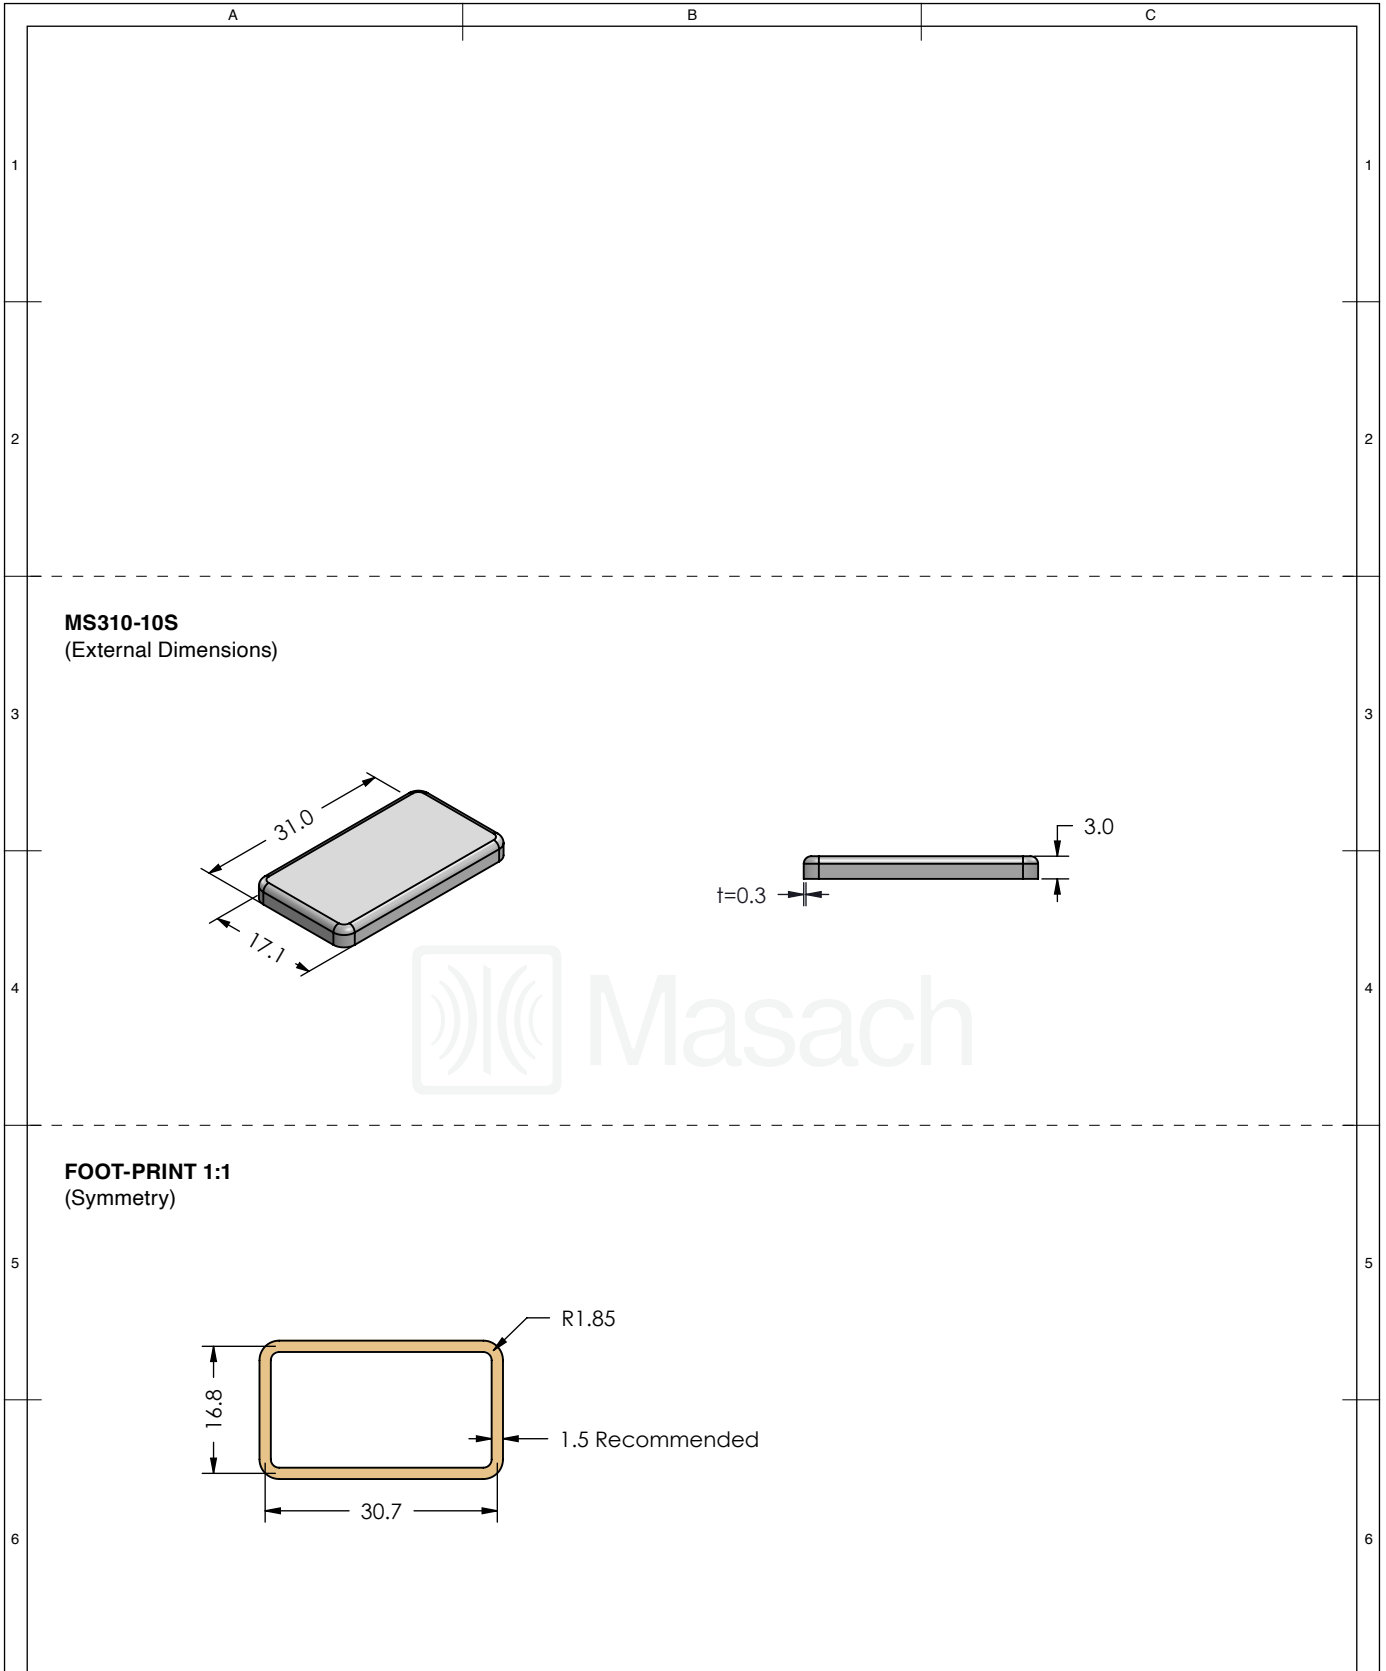 A B C
1 1
2 2
MS310-10S
(External Dimensions)
3 3
31.0
17.1
3.0
t=0.3
Masach
4 4
FOOT-PRINT 1:1
(Symmetry)
5 5
R1.85
16.8
1.5 Recommended
30.7
6 6